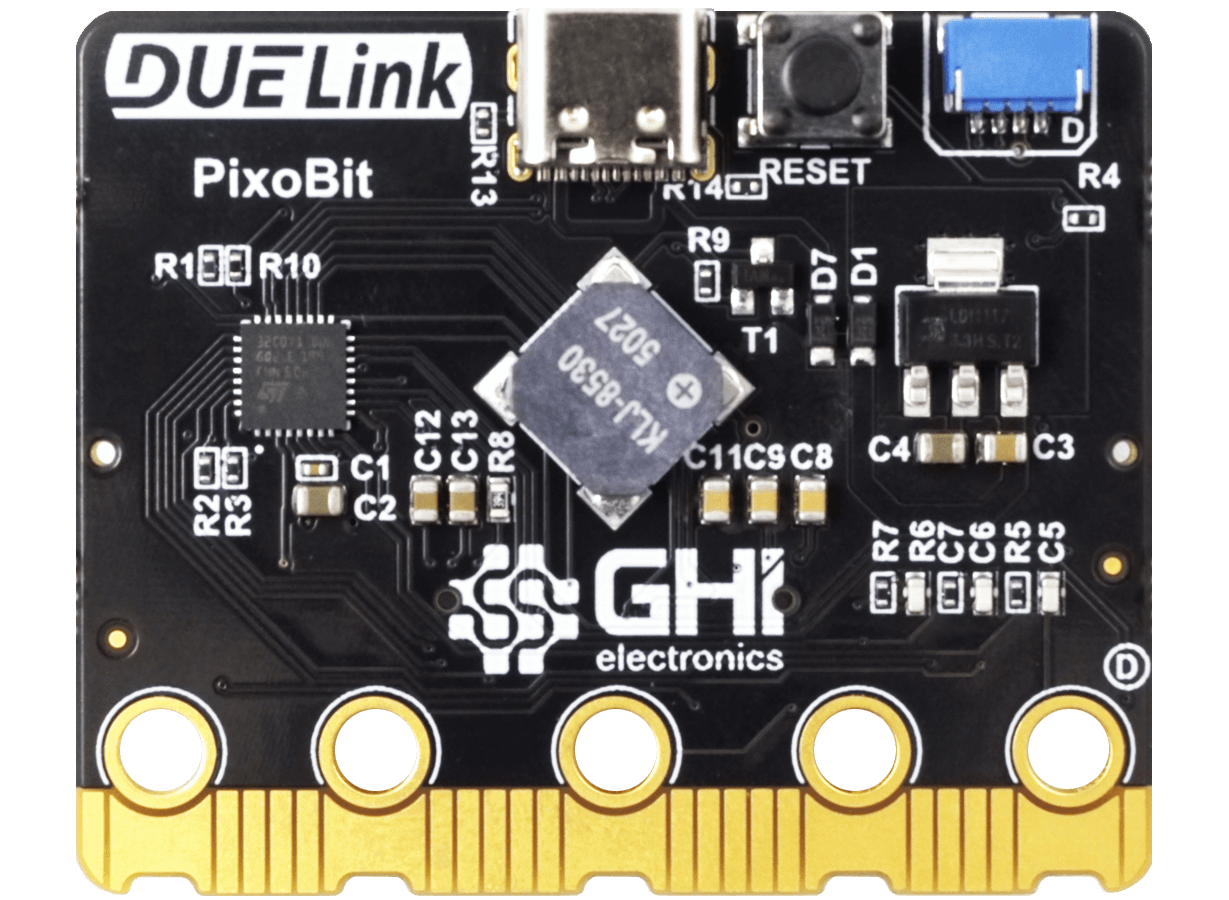 DUELink
PixoBit
R13
R14
RESET
D
R4
R1
R10
R9
D7
D1
T1
LD1117
KLJ-8530
5027
C12
C13
R8
C11
C9
C8
C4
C3
R2
R3
C1
C2
R7
R6
C7
C6
R5
C5
GHI
electronics
D